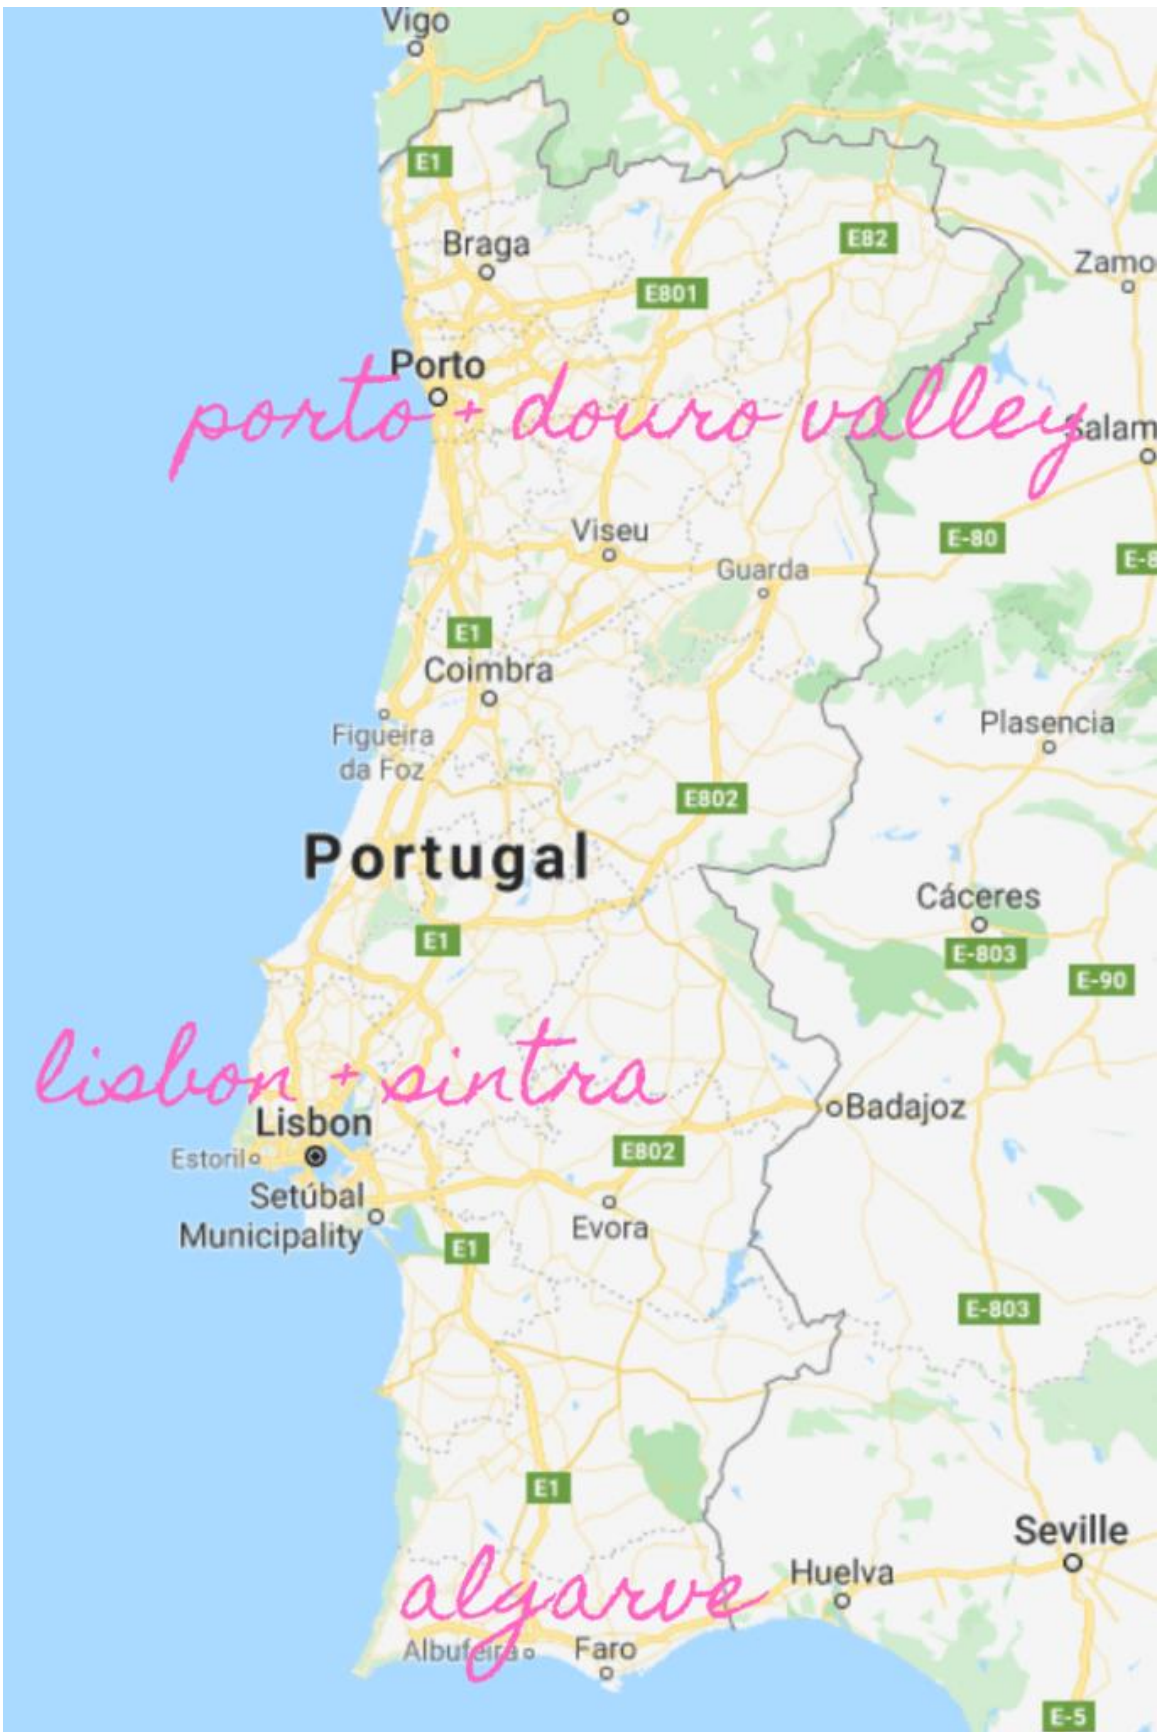 Vigo
E1
Braga
E82
Zamo
E801
Porto
porto + douro valley
Salam
Viseu
E-80
E-8
Guarda
E1
Coimbra
Figueira
da Foz
Plasencia
E802
Portugal
Cáceres
E1
E-803
E-90
lisbon + sintra
Badajoz
Lisbon
Estoril
E802
Setúbal
Municipality
Evora
E1
E-803
E1
Seville
Huelva
algarve
Albufeira
Faro
E-5